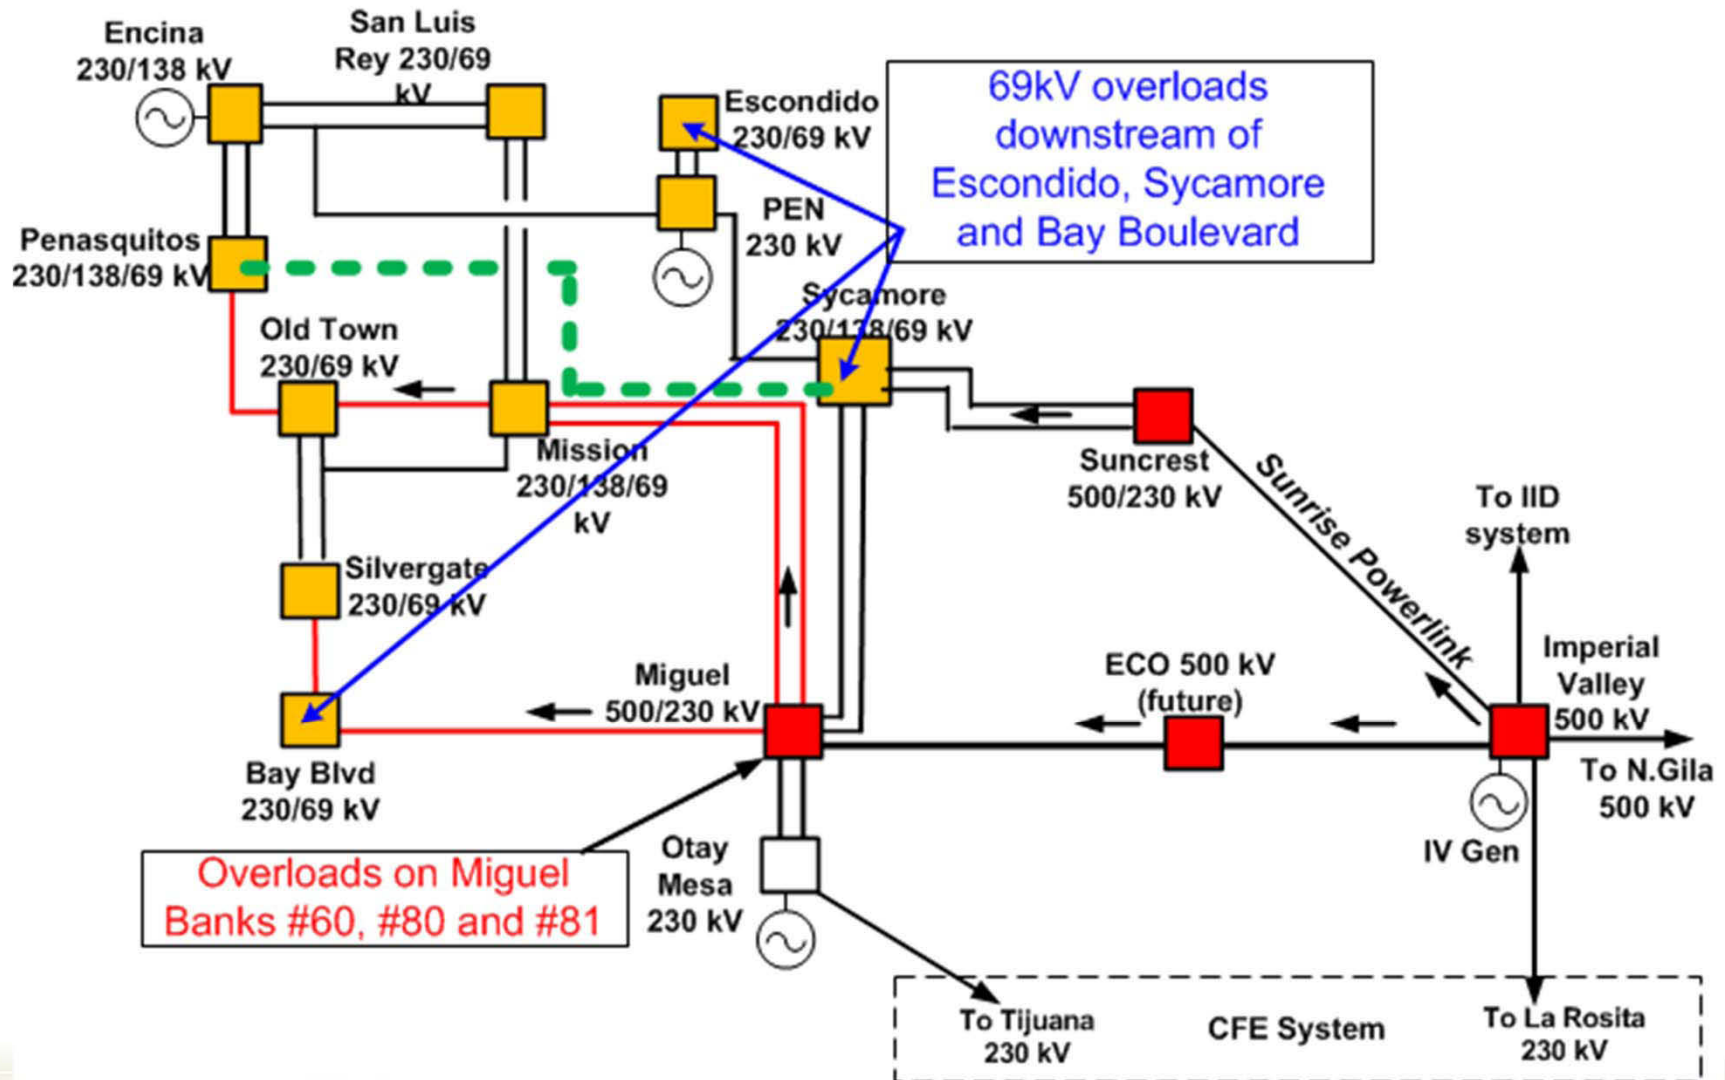 Encina
230/138 kV
San Luis
Rey 230/69
kV
Escondido
230/69 kV
69kV overloads
downstream of
Escondido, Sycamore
and Bay Boulevard
PEN
230 kV
Penasquitos
230/138/69 kV
Sycamore
230/138/69 kV
Old Town
230/69 kV
Mission
230/138/69
kV
Suncrest
500/230 kV
Sunrise Powerlink
To IID
system
Silvergate
230/69 kV
Miguel
500/230 kV
ECO 500 kV
(future)
Imperial
Valley
500 kV
To N.Gila
500 kV
Bay Blvd
230/69 kV
IV Gen
Overloads on Miguel
Banks #60, #80 and #81
Otay
Mesa
230 kV
To Tijuana
230 kV
CFE System
To La Rosita
230 kV